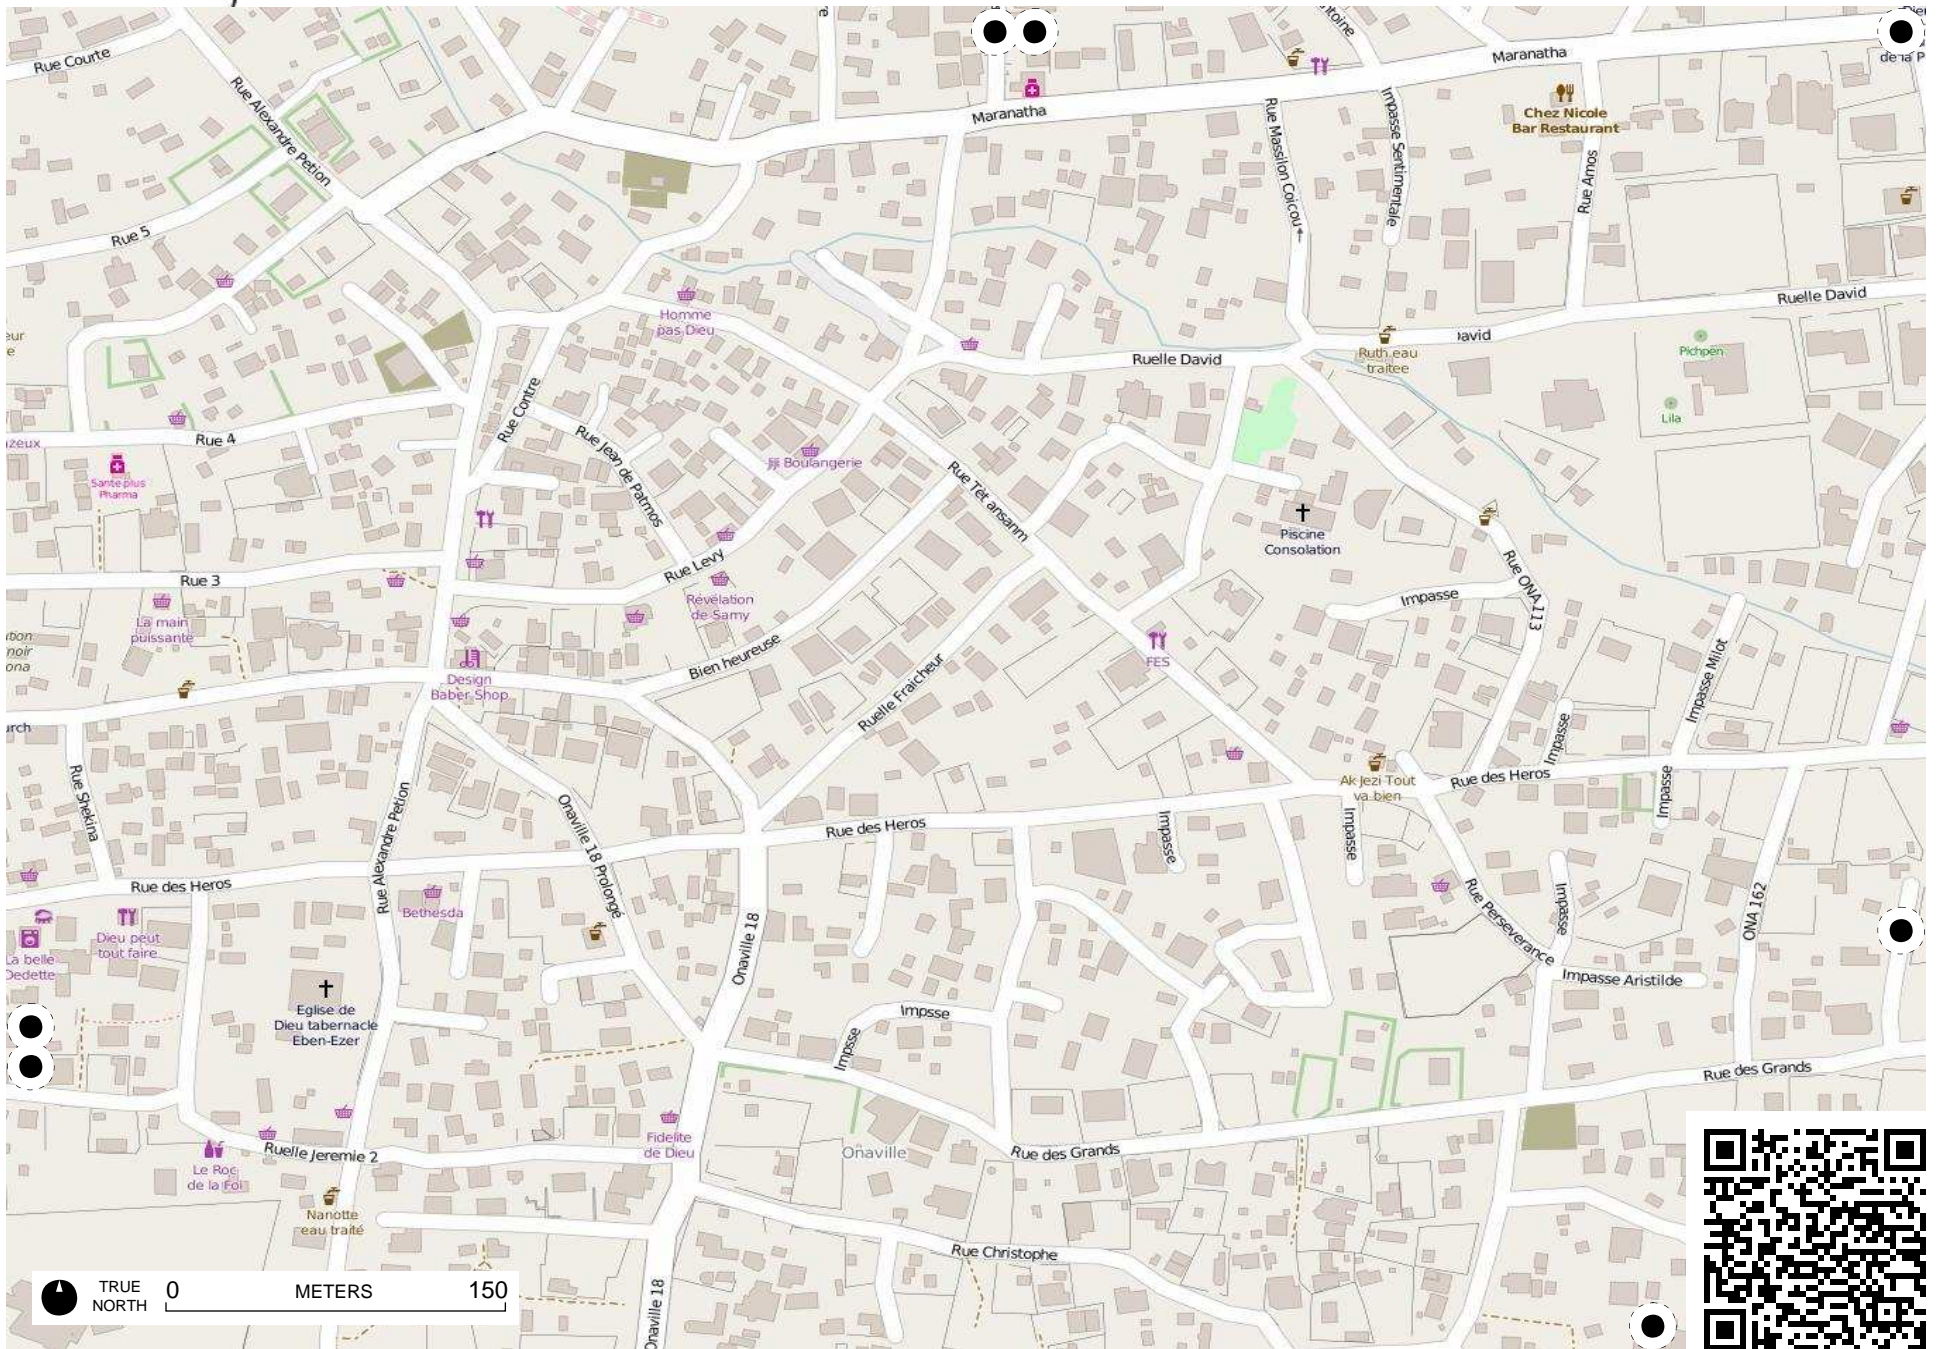 Rue Courte
Rue Alexandre Petion
Rue 5
Maranatha
Maranatha
Rue Massilon Coicou
Impasse Sentimentale
Chez Nicole
Bar Restaurant
Rue Amos
Ruelle David
Homme
pas Dieu
Ruelle David
Ruth eau
traitee
Pichpen
Lila
Rue Contre
Rue 4
Rue Jean de Patmos
Jiji Boulangerie
Rue Tèt ansanm
Sante plus
Pharma
Piscine
Consolation
Rue 3
Rue Levy
Révélation
de Samy
Impasse
Rue ONA 113
La main
puissante
Bien heureuse
FES
Design
Baber Shop
Ruelle Fraicheur
Impasse Milot
Impasse
Rue Shekina
Rue Alexandre Petion
Onaville 18 Prolongé
Rue des Heros
Impasse
Ak Jezi Tout
va bien
Impasse
Rue des Heros
Impasse
Rue des Heros
Bethesda
Dieu peut
tout faire
La belle
Dedette
Onaville 18
Rue Perseverance
Impasse
ONA 162
Impasse Aristilde
Eglise de
Dieu tabernacle
Eben-Ezer
Impsse
Impsse
Rue des Grands
Ruelle Jeremie 2
Fidelite
de Dieu
Onaville
Rue des Grands
Le Roc
de la Foi
Nanotte
eau traité
Rue Christophe
Onaville 18
TRUE
NORTH
0 METERS 150